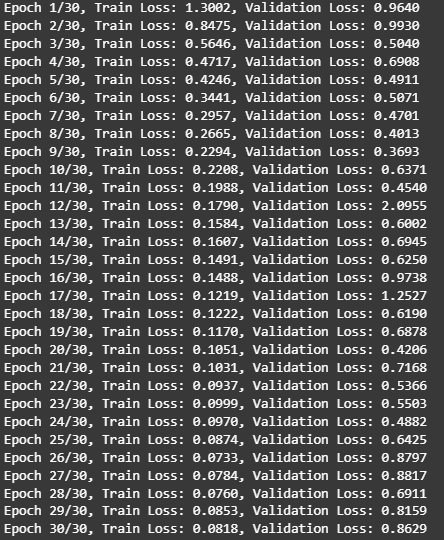 Epoch 1/30, Train Loss: 1.3002, Validation Loss: 0.9640
Epoch 2/30, Train Loss: 0.8475, Validation Loss: 0.9930
Epoch 3/30, Train Loss: 0.5646, Validation Loss: 0.5040
Epoch 4/30, Train Loss: 0.4717, Validation Loss: 0.6908
Epoch 5/30, Train Loss: 0.4246, Validation Loss: 0.4911
Epoch 6/30, Train Loss: 0.3441, Validation Loss: 0.5071
Epoch 7/30, Train Loss: 0.2957, Validation Loss: 0.4701
Epoch 8/30, Train Loss: 0.2665, Validation Loss: 0.4013
Epoch 9/30, Train Loss: 0.2294, Validation Loss: 0.3693
Epoch 10/30, Train Loss: 0.2208, Validation Loss: 0.6371
Epoch 11/30, Train Loss: 0.1988, Validation Loss: 0.4540
Epoch 12/30, Train Loss: 0.1790, Validation Loss: 2.0955
Epoch 13/30, Train Loss: 0.1584, Validation Loss: 0.6002
Epoch 14/30, Train Loss: 0.1607, Validation Loss: 0.6945
Epoch 15/30, Train Loss: 0.1491, Validation Loss: 0.6250
Epoch 16/30, Train Loss: 0.1488, Validation Loss: 0.9738
Epoch 17/30, Train Loss: 0.1219, Validation Loss: 1.2527
Epoch 18/30, Train Loss: 0.1222, Validation Loss: 0.6190
Epoch 19/30, Train Loss: 0.1170, Validation Loss: 0.6878
Epoch 20/30, Train Loss: 0.1051, Validation Loss: 0.4206
Epoch 21/30, Train Loss: 0.1031, Validation Loss: 0.7168
Epoch 22/30, Train Loss: 0.0937, Validation Loss: 0.5366
Epoch 23/30, Train Loss: 0.0999, Validation Loss: 0.5503
Epoch 24/30, Train Loss: 0.0970, Validation Loss: 0.4882
Epoch 25/30, Train Loss: 0.0874, Validation Loss: 0.6425
Epoch 26/30, Train Loss: 0.0733, Validation Loss: 0.8797
Epoch 27/30, Train Loss: 0.0784, Validation Loss: 0.8817
Epoch 28/30, Train Loss: 0.0760, Validation Loss: 0.6911
Epoch 29/30, Train Loss: 0.0853, Validation Loss: 0.8159
Epoch 30/30, Train Loss: 0.0818, Validation Loss: 0.8629